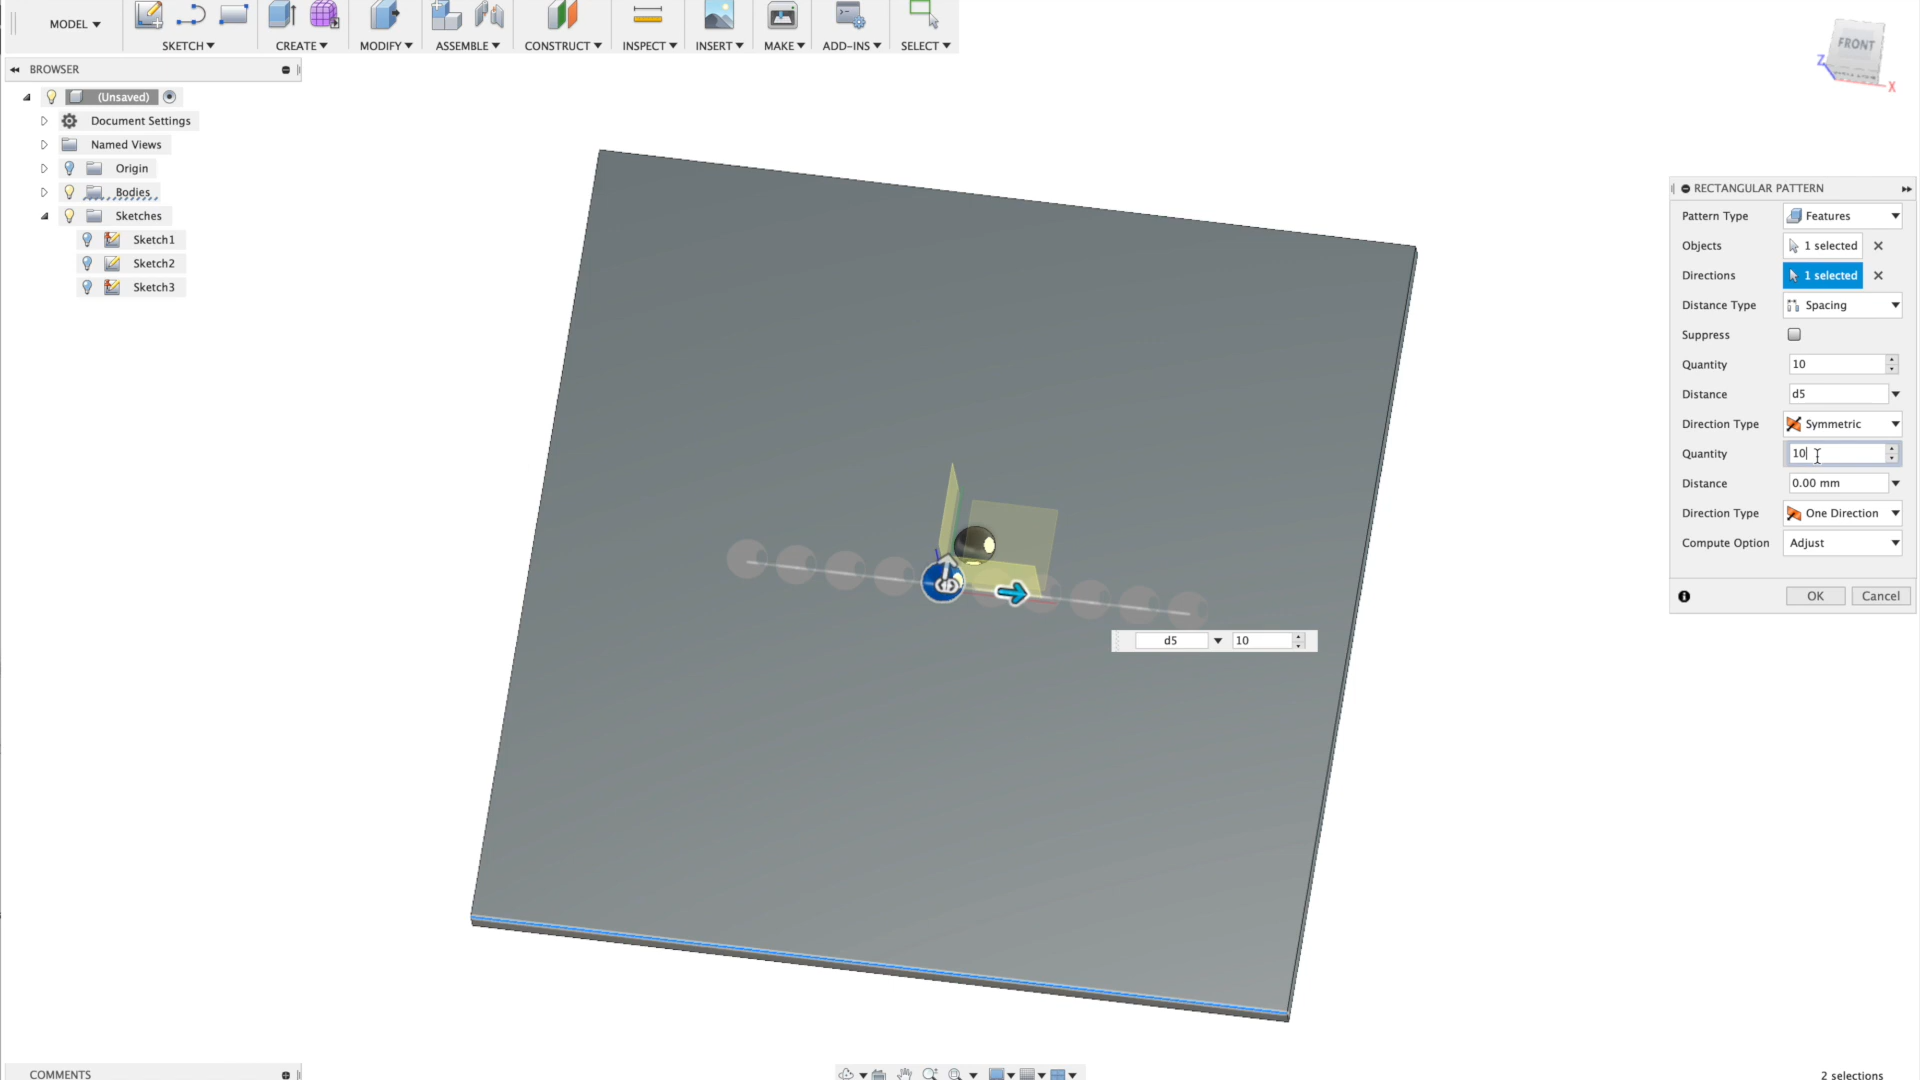 MODEL
SKETCH
CREATE
MODIFY
ASSEMBLE
CONSTRUCT
INSPECT
INSERT
MAKE
ADD-INS
SELECT
BROWSER
(Unsaved)
Document Settings
Named Views
Origin
Bodies
Sketches
Sketch1
Sketch2
Sketch3
FRONT
Z
X
RECTANGULAR PATTERN
Pattern Type Features
Objects 1 selected
Directions 1 selected
Distance Type Spacing
Suppress
Quantity 10
Distance d5
Direction Type Symmetric
Quantity 10
Distance 0.00 mm
Direction Type One Direction
Compute Option Adjust
OK Cancel
d5 10
COMMENTS
2 selections